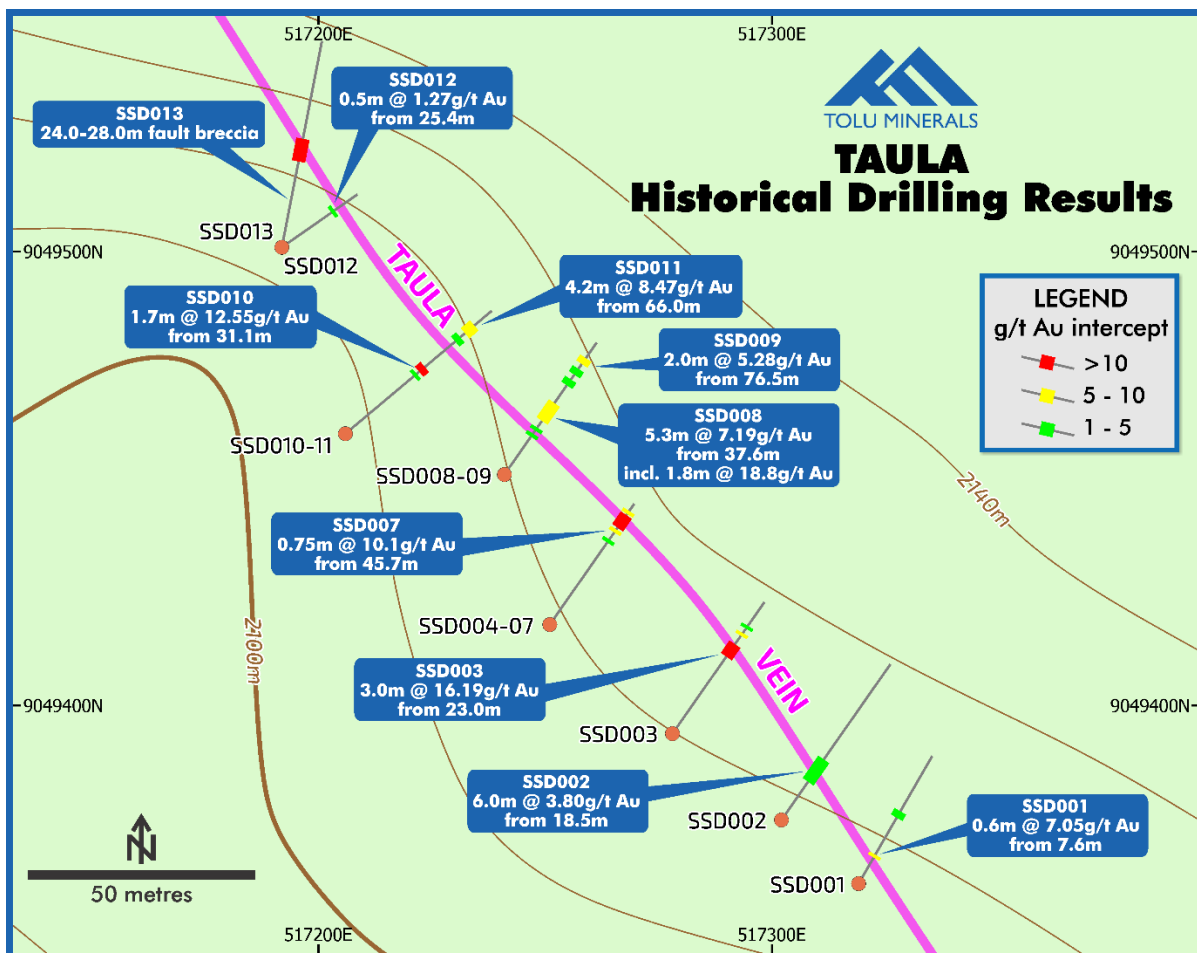 517200E
517300E
TOLU MINERALS
TAULA
Historical Drilling Results
SSD012
0.5m @ 1.27g/t Au
from 25.4m
SSD013
24.0-28.0m fault breccia
SSD013
SSD012
9049500N
9049500N
TAULA
SSD011
4.2m @ 8.47g/t Au
from 66.0m
SSD010
1.7m @ 12.55g/t Au
from 31.1m
SSD009
2.0m @ 5.28g/t Au
from 76.5m
LEGEND
g/t Au intercept
>10
5 - 10
1 - 5
SSD010-11
SSD008-09
SSD008
5.3m @ 7.19g/t Au
from 37.6m
incl. 1.8m @ 18.8g/t Au
2140m
SSD007
0.75m @ 10.1g/t Au
from 45.7m
SSD004-07
2100m
SSD003
3.0m @ 16.19g/t Au
from 23.0m
VEIN
SSD003
9049400N
9049400N
SSD002
6.0m @ 3.80g/t Au
from 18.5m
SSD002
SSD001
0.6m @ 7.05g/t Au
from 7.6m
SSD001
N
50 metres
517200E
517300E